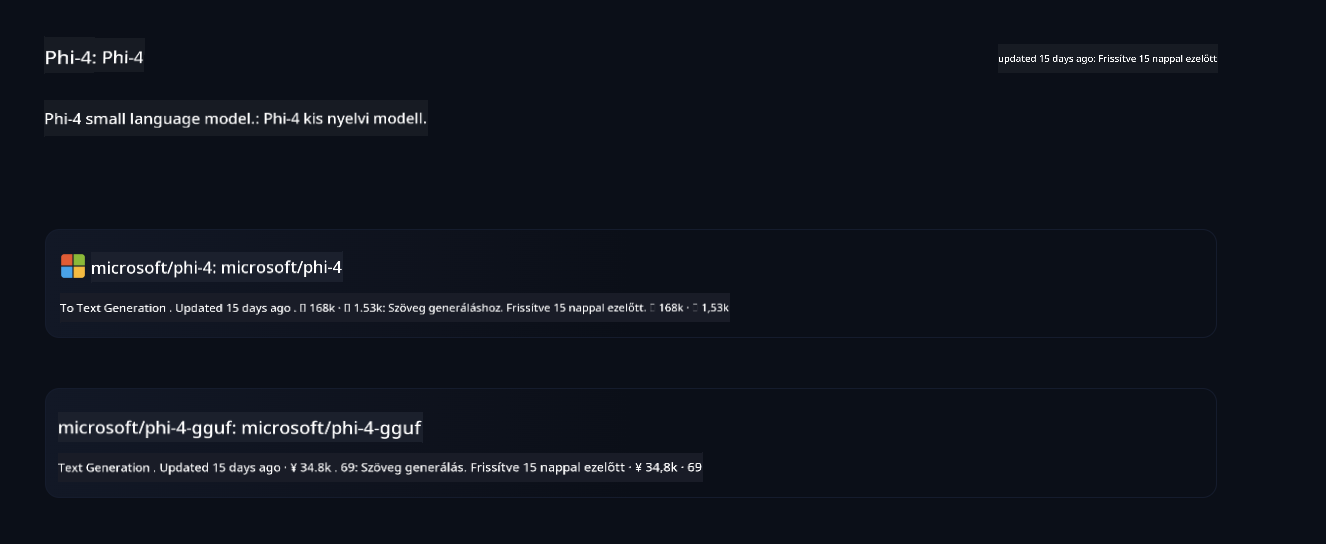 Phi-4: Phi-4
updated 15 days ago: Frissítve 15 nappal ezelőtt
Phi-4 small language model.: Phi-4 kis nyelvi modell.
microsoft/phi-4: microsoft/phi-4
To Text Generation . Updated 15 days ago . ▯ 168k · ▯ 1.53k: Szöveg generáláshoz. Frissítve 15 nappal ezelőtt. ▯ 168k · ▯ 1,53k
microsoft/phi-4-gguf: microsoft/phi-4-gguf
Text Generation . Updated 15 days ago · ¥ 34.8k . 69: Szöveg generálás. Frissítve 15 nappal ezelőtt · ¥ 34,8k · 69